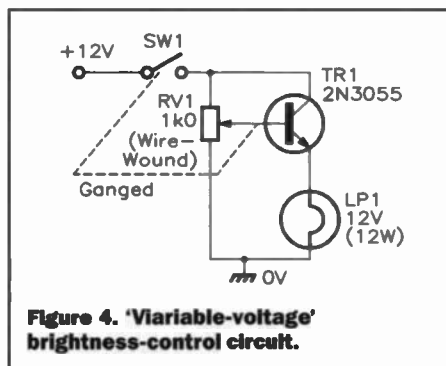 +12V
SW1
TR1
2N3055
RV1
1k0
(Wire-
Wound)
Ganged
LP1
12V
(12W)
0V
Figure 4. 'Viariable-voltage'
brightness-control circuit.